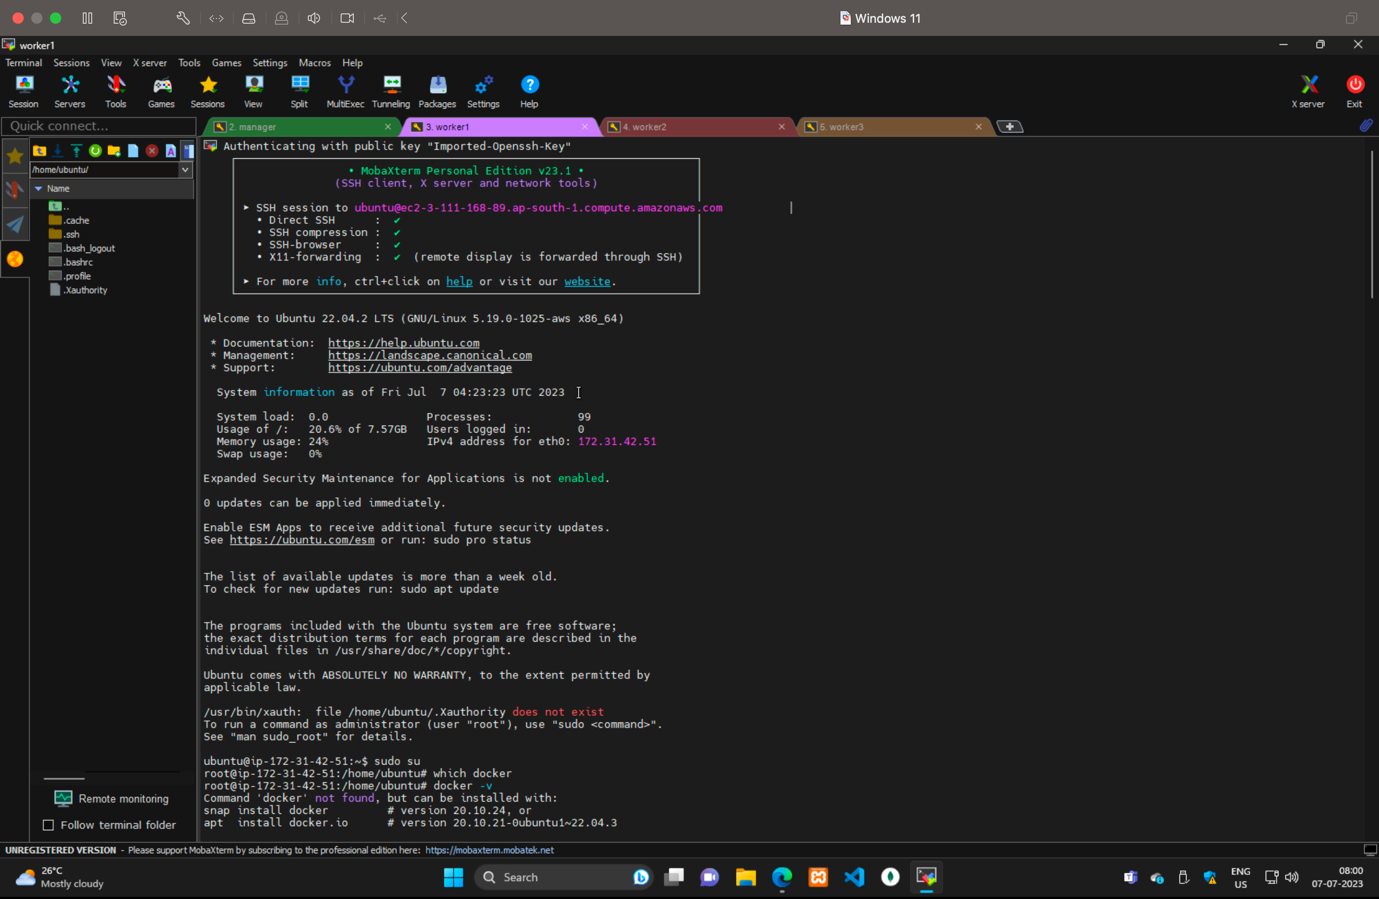 Windows 11
worker1
Terminal Sessions View X server Tools Games Settings Macros Help
Session Servers Tools Games Sessions View Split MultiExec Tunneling Packages Settings Help X server Exit
Quick connect...
2. manager
3. worker1
4. worker2
5. worker3
/home/ubuntu/
Name
..
.cache
.ssh
.bash_logout
.bashrc
.profile
.Xauthority
Remote monitoring
Follow terminal folder
Authenticating with public key "Imported-Openssh-Key"
• MobaXterm Personal Edition v23.1 •
(SSH client, X server and network tools)
➤ SSH session to ubuntu@ec2-3-111-168-89.ap-south-1.compute.amazonaws.com
• Direct SSH : ✔
• SSH compression : ✔
• SSH-browser : ✔
• X11-forwarding : ✔ (remote display is forwarded through SSH)
➤ For more info, ctrl+click on help or visit our website.
Welcome to Ubuntu 22.04.2 LTS (GNU/Linux 5.19.0-1025-aws x86_64)
* Documentation: https://help.ubuntu.com
* Management: https://landscape.canonical.com
* Support: https://ubuntu.com/advantage
System information as of Fri Jul 7 04:23:23 UTC 2023
System load: 0.0 Processes: 99
Usage of /: 20.6% of 7.57GB Users logged in: 0
Memory usage: 24% IPv4 address for eth0: 172.31.42.51
Swap usage: 0%
Expanded Security Maintenance for Applications is not enabled.
0 updates can be applied immediately.
Enable ESM Apps to receive additional future security updates.
See https://ubuntu.com/esm or run: sudo pro status
The list of available updates is more than a week old.
To check for new updates run: sudo apt update
The programs included with the Ubuntu system are free software;
the exact distribution terms for each program are described in the
individual files in /usr/share/doc/*/copyright.
Ubuntu comes with ABSOLUTELY NO WARRANTY, to the extent permitted by
applicable law.
/usr/bin/xauth: file /home/ubuntu/.Xauthority does not exist
To run a command as administrator (user "root"), use "sudo <command>".
See "man sudo_root" for details.
ubuntu@ip-172-31-42-51:~$ sudo su
root@ip-172-31-42-51:/home/ubuntu# which docker
root@ip-172-31-42-51:/home/ubuntu# docker -v
Command 'docker' not found, but can be installed with:
snap install docker # version 20.10.24, or
apt install docker.io # version 20.10.21-0ubuntu1~22.04.3
UNREGISTERED VERSION - Please support MobaXterm by subscribing to the professional edition here: https://mobaxterm.mobatek.net
26°C
Mostly cloudy
Search
ENG
US
08:00
07-07-2023